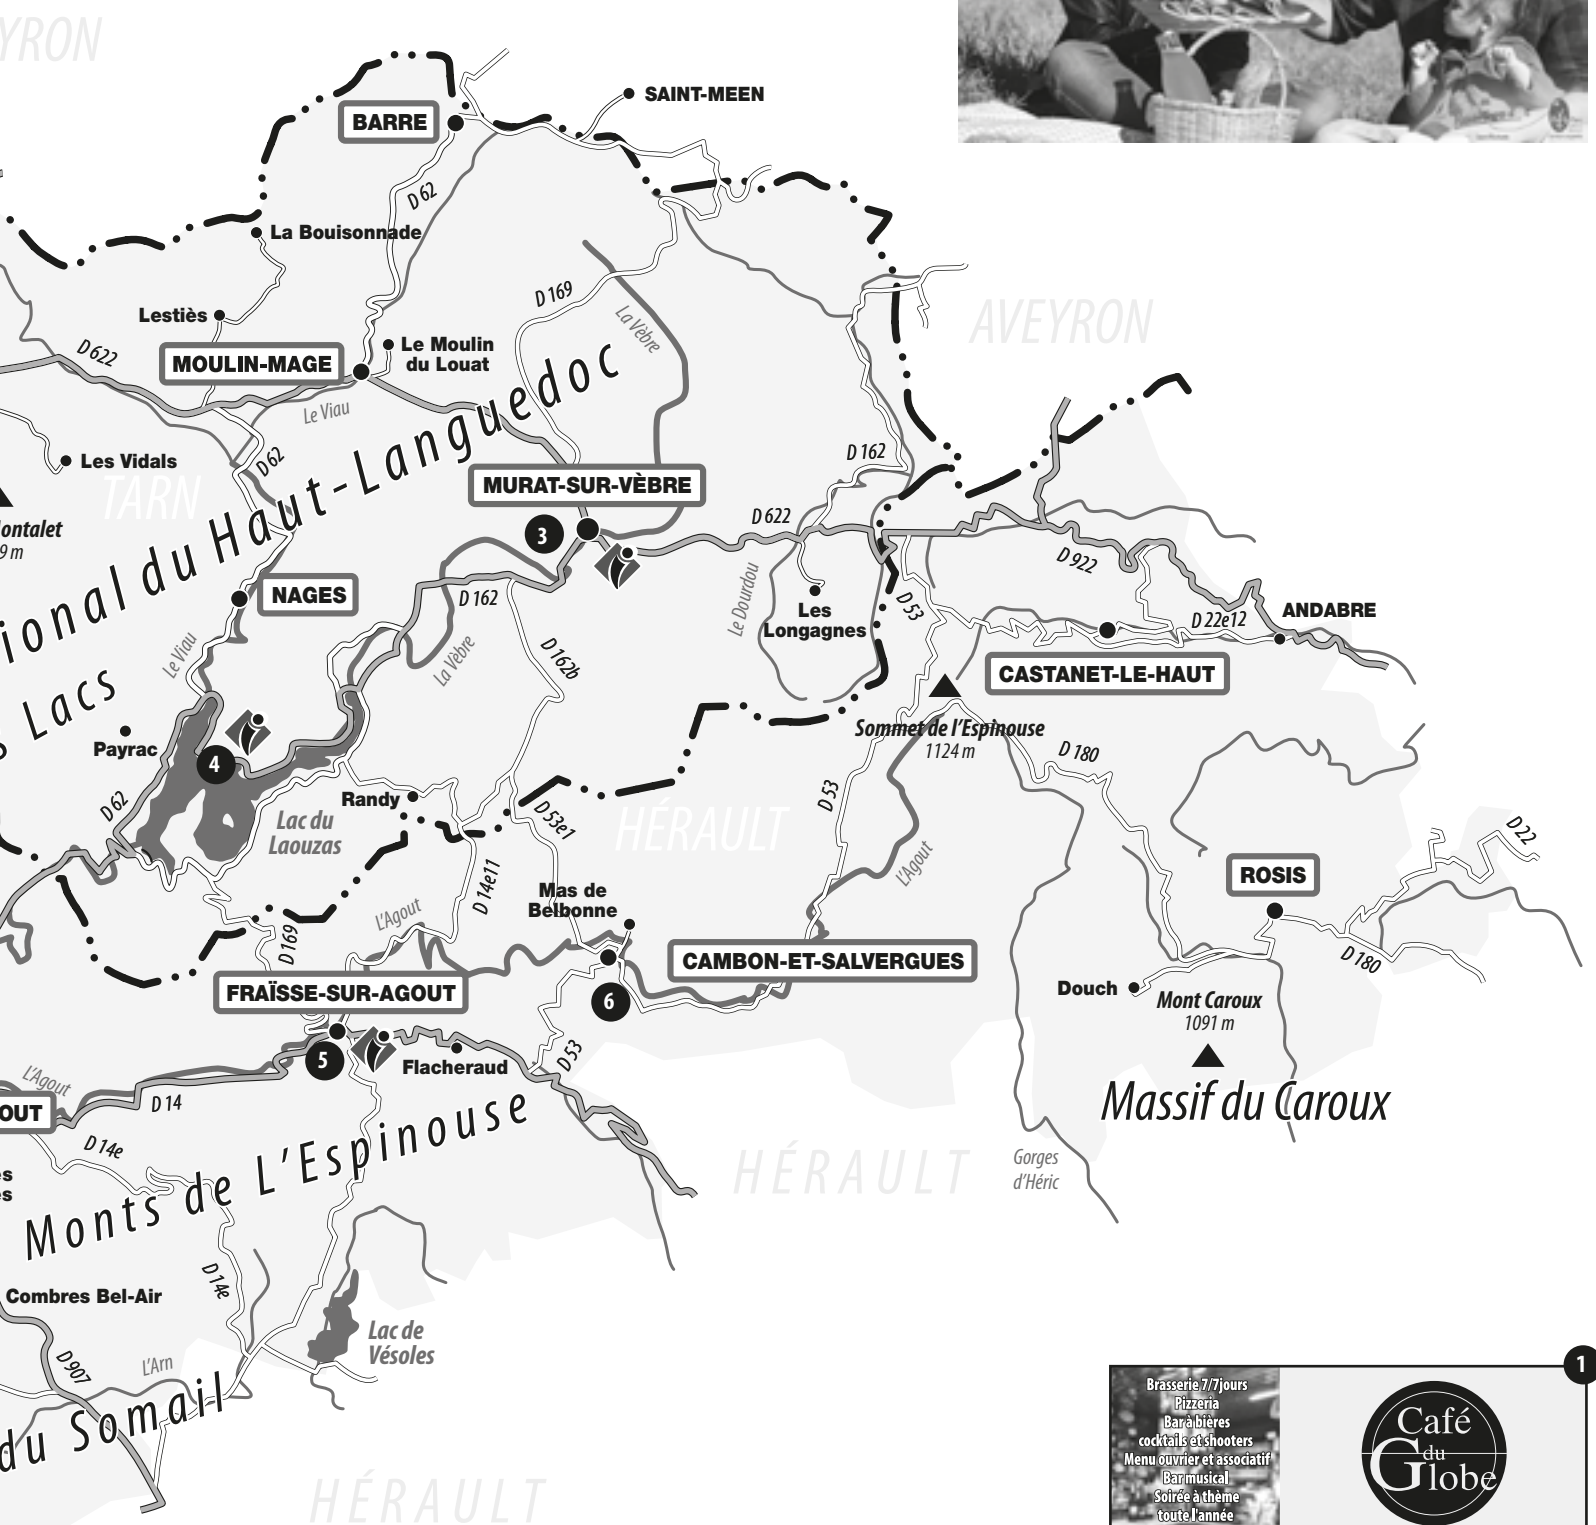 YRON
SAINT-MEEN
BARRE
D 62
La Bouisonnade
Lestiès
D 169
La Vèbre
AVEYRON
D 622
MOULIN-MAGE
Le Moulin
du Louat
Le Viau
Les Vidals
D 62
TARN
ional du Haut-Languedoc
s Lacs
ontalet
9 m
D 162
MURAT-SUR-VÈBRE
3
D 622
D 922
NAGES
D 162
Le Dourdou
Les
Longagnes
D 53
D 22e12
ANDABRE
Le Viau
La Vèbre
D 162b
CASTANET-LE-HAUT
Payrac
Sommet de l'Espinouse
1124 m
D 180
4
D 62
Randy
Lac du
Laouzas
D 53e1
HÉRAULT
D 53
D 22
L'Agout
D 14e11
Mas de
Belbonne
ROSIS
L'Agout
D 169
CAMBON-ET-SALVERGUES
D 180
FRAÏSSE-SUR-AGOUT
6
Douch
Mont Caroux
1091 m
5
Flacheraud
D 53
L'Agout
OUT
D 14
Massif du Caroux
D 14e
es
es
Monts de L'Espinouse
HÉRAULT
Gorges
d'Héric
Combres Bel-Air
D 14e
Lac de
Vésoles
D 907
L'Arn
du Somail
HÉRAULT
1
Brasserie 7/7jours
Pizzeria
Bar à bières
cocktails et shooters
Menu ouvrier et associatif
Bar musical
Soirée à thème
toute l'année
Café
du
Globe